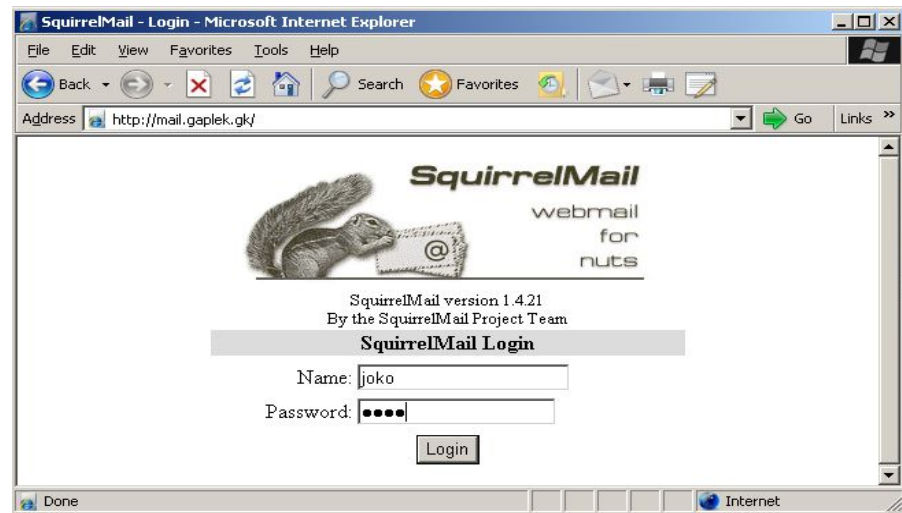 SquirrelMail - Login - Microsoft Internet Explorer
File Edit View Favorites Tools Help
Back Search Favorites
Address http://mail.gaplek.gk/ Go Links »
SquirrelMail
webmail
for
nuts
@
SquirrelMail version 1.4.21
By the SquirrelMail Project Team
SquirrelMail Login
Name: joko
Password: ●●●●
Login
Done Internet